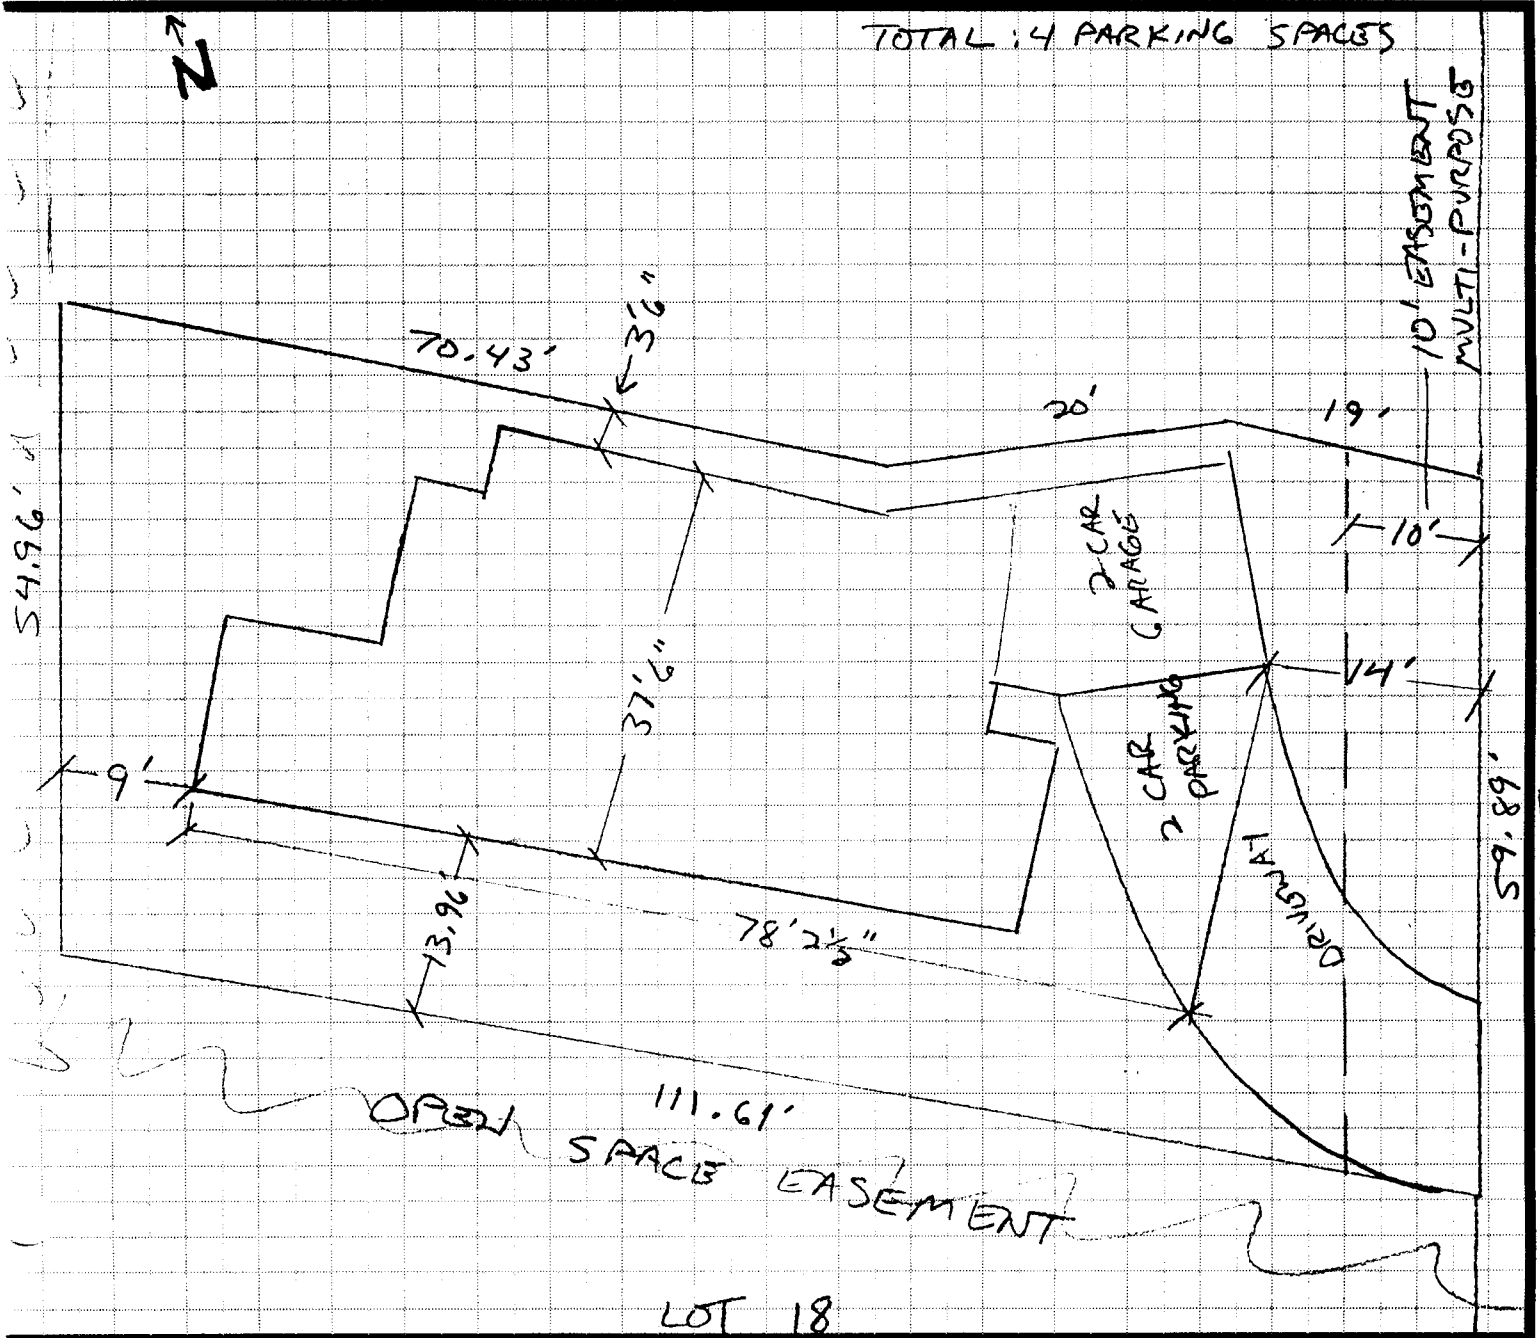 TOTAL : 4 PARKING SPACES
N
10' EASEMENT
MULTI-PURPOSE
3'6"
70.43'
20'
19'
10'
54.96'
2 CAR
GARAGE
14'
37'6"
2 CAR
PARKING
9'
59.89'
DRIVEWAY
13.96'
78' 2½"
111.61'
OPEN SPACE EASEMENT
LOT 18